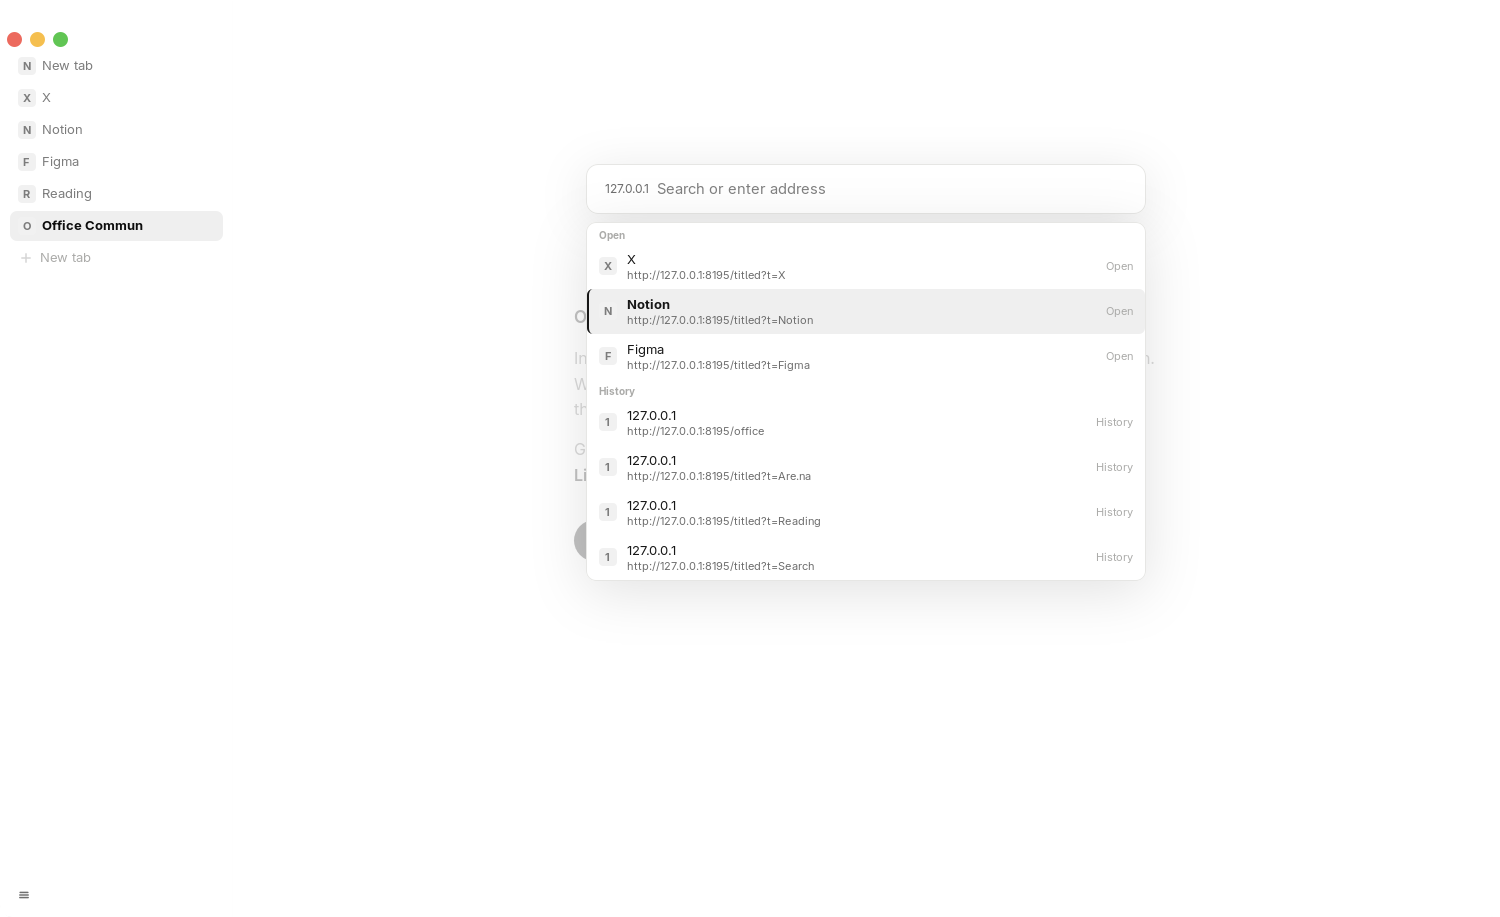 N New tab
X X
N Notion
F Figma
R Reading
O Office Commun
+ New tab
127.0.0.1 Search or enter address
Open
X X Open
http://127.0.0.1:8195/titled?t=X
N Notion Open
http://127.0.0.1:8195/titled?t=Notion
F Figma Open
http://127.0.0.1:8195/titled?t=Figma
History
1 127.0.0.1 History
http://127.0.0.1:8195/office
1 127.0.0.1 History
http://127.0.0.1:8195/titled?t=Are.na
1 127.0.0.1 History
http://127.0.0.1:8195/titled?t=Reading
1 127.0.0.1 History
http://127.0.0.1:8195/titled?t=Search